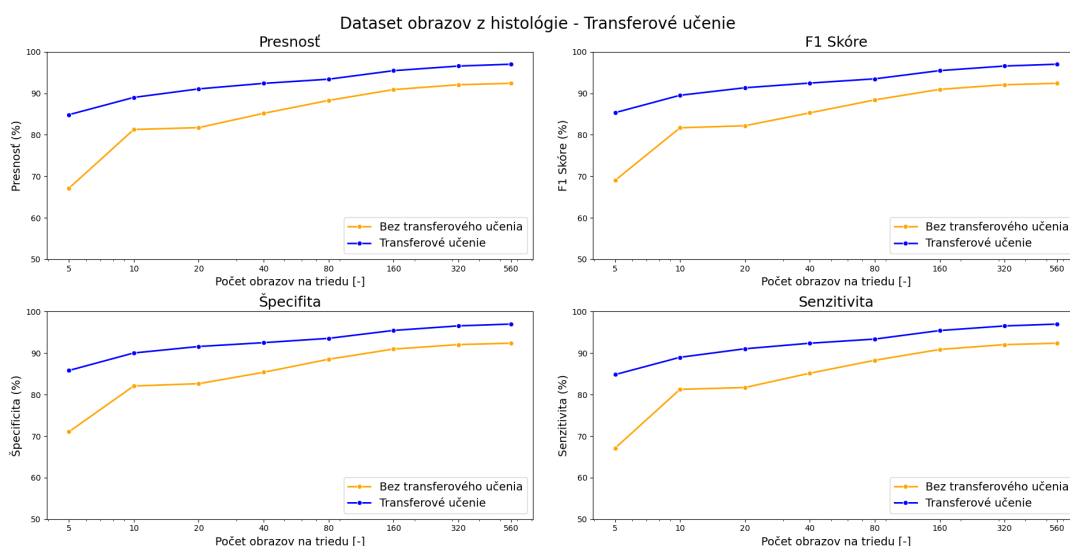 Dataset obrazov z histológie - Transferové učenie
Presnosť
100
90
80
70
60
50
Presnosť (%)
5 10 20 40 80 160 320 560
Počet obrazov na triedu [-]
Bez transferového učenia
Transferové učenie
F1 Skóre
100
90
80
70
60
50
F1 Skóre (%)
5 10 20 40 80 160 320 560
Počet obrazov na triedu [-]
Bez transferového učenia
Transferové učenie
Špecifita
100
90
80
70
60
50
Špecificita (%)
5 10 20 40 80 160 320 560
Počet obrazov na triedu [-]
Bez transferového učenia
Transferové učenie
Senzitivita
100
90
80
70
60
50
Senzitivita (%)
5 10 20 40 80 160 320 560
Počet obrazov na triedu [-]
Bez transferového učenia
Transferové učenie